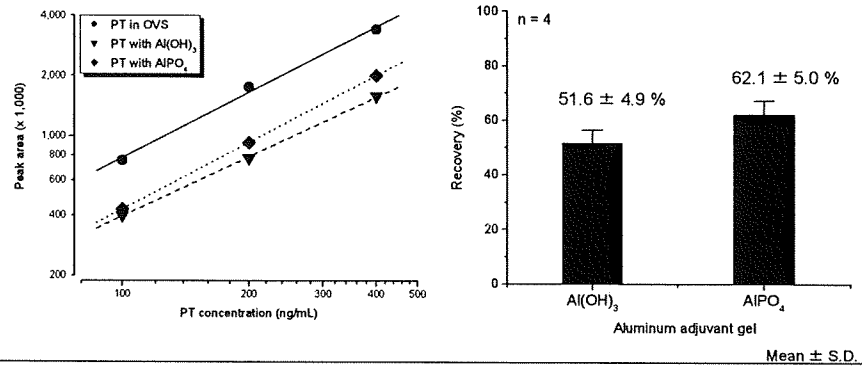 PT in OVS
PT with Al(OH)₃
PT with AlPO₄
Peak area (x 1,000)
4,000
2,000
1,000
800
600
400
200
100
200
300
400
500
PT concentration (ng/mL)
n = 4
Recovery (%)
100
80
60
40
20
0
51.6 ± 4.9 %
62.1 ± 5.0 %
Al(OH)₃
AlPO₄
Aluminum adjuvant gel
Mean ± S.D.